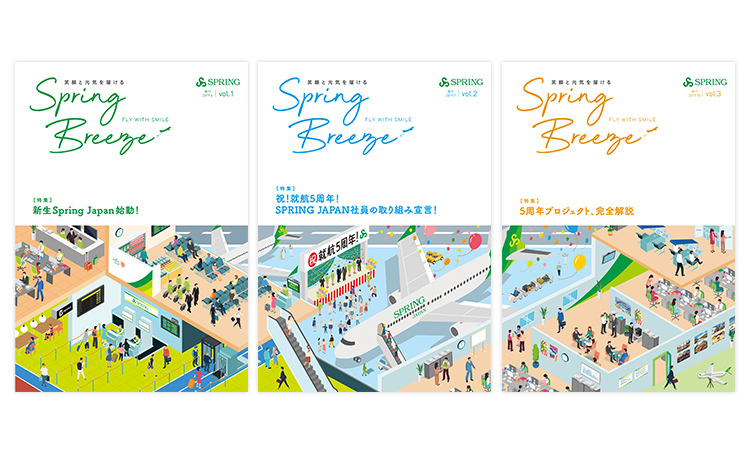 笑顔と元気を届ける
SPRING
vol.1
Spring
FLY WITH SMILE
Breeze
【特集】
新生Spring Japan始動!
笑顔と元気を届ける
SPRING
vol.2
Spring
FLY WITH SMILE
Breeze
【特集】
祝!就航5周年!
SPRING JAPAN社員の取り組み宣言!
祝 就航5周年!
SPRING
JAPAN
笑顔と元気を届ける
SPRING
vol.3
Spring
FLY WITH SMILE
Breeze
【特集】
5周年プロジェクト、完全解説